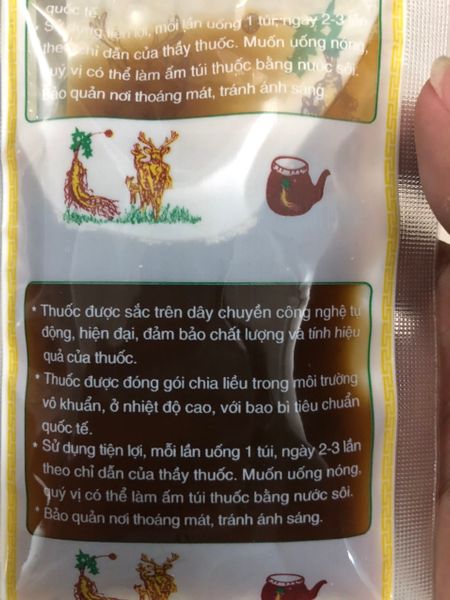 quốc tế.
* Sử dụng tiện lợi, mỗi lần uống 1 túi, ngày 2-3 lần
theo chỉ dẫn của thầy thuốc. Muốn uống nóng,
quý vị có thể làm ấm túi thuốc bằng nước sôi.
Bảo quản nơi thoáng mát, tránh ánh sáng
* Thuốc được sắc trên dây chuyền công nghệ tự
động, hiện đại, đảm bảo chất lượng và tính hiệu
quả của thuốc.
* Thuốc được đóng gói chia liều trong môi trường
vô khuẩn, ở nhiệt độ cao, với bao bì tiêu chuẩn
quốc tế.
* Sử dụng tiện lợi, mỗi lần uống 1 túi, ngày 2-3 lần
theo chỉ dẫn của thầy thuốc. Muốn uống nóng,
quý vị có thể làm ấm túi thuốc bằng nước sôi.
* Bảo quản nơi thoáng mát, tránh ánh sáng.